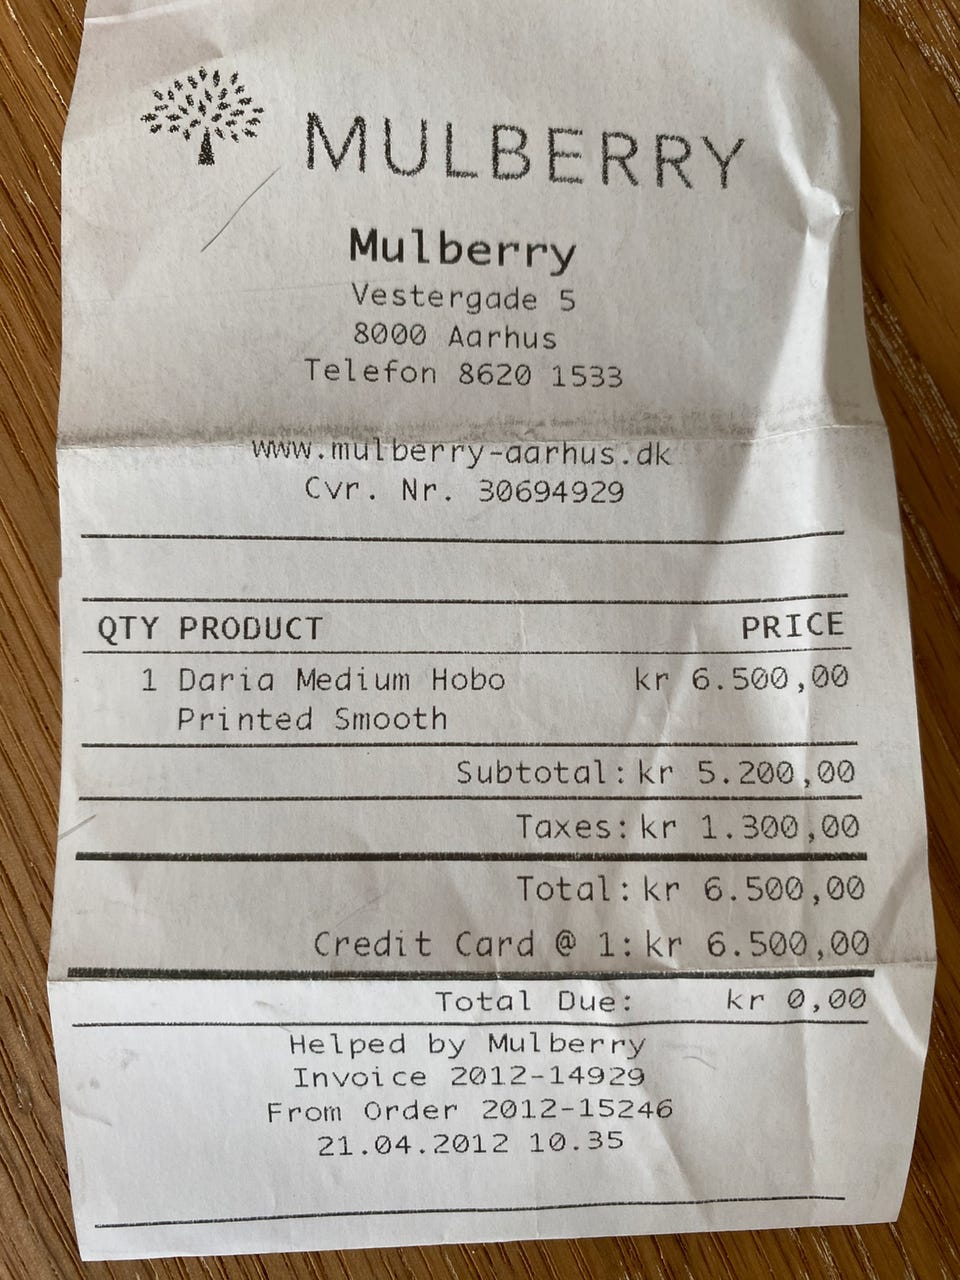 MULBERRY
Mulberry
Vestergade 5
8000 Aarhus
Telefon 8620 1533
www.mulberry-aarhus.dk
Cvr. Nr. 30694929
QTY PRODUCT PRICE
1 Daria Medium Hobo kr 6.500,00
Printed Smooth
Subtotal: kr 5.200,00
Taxes: kr 1.300,00
Total: kr 6.500,00
Credit Card @ 1: kr 6.500,00
Total Due: kr 0,00
Helped by Mulberry
Invoice 2012-14929
From Order 2012-15246
21.04.2012 10.35